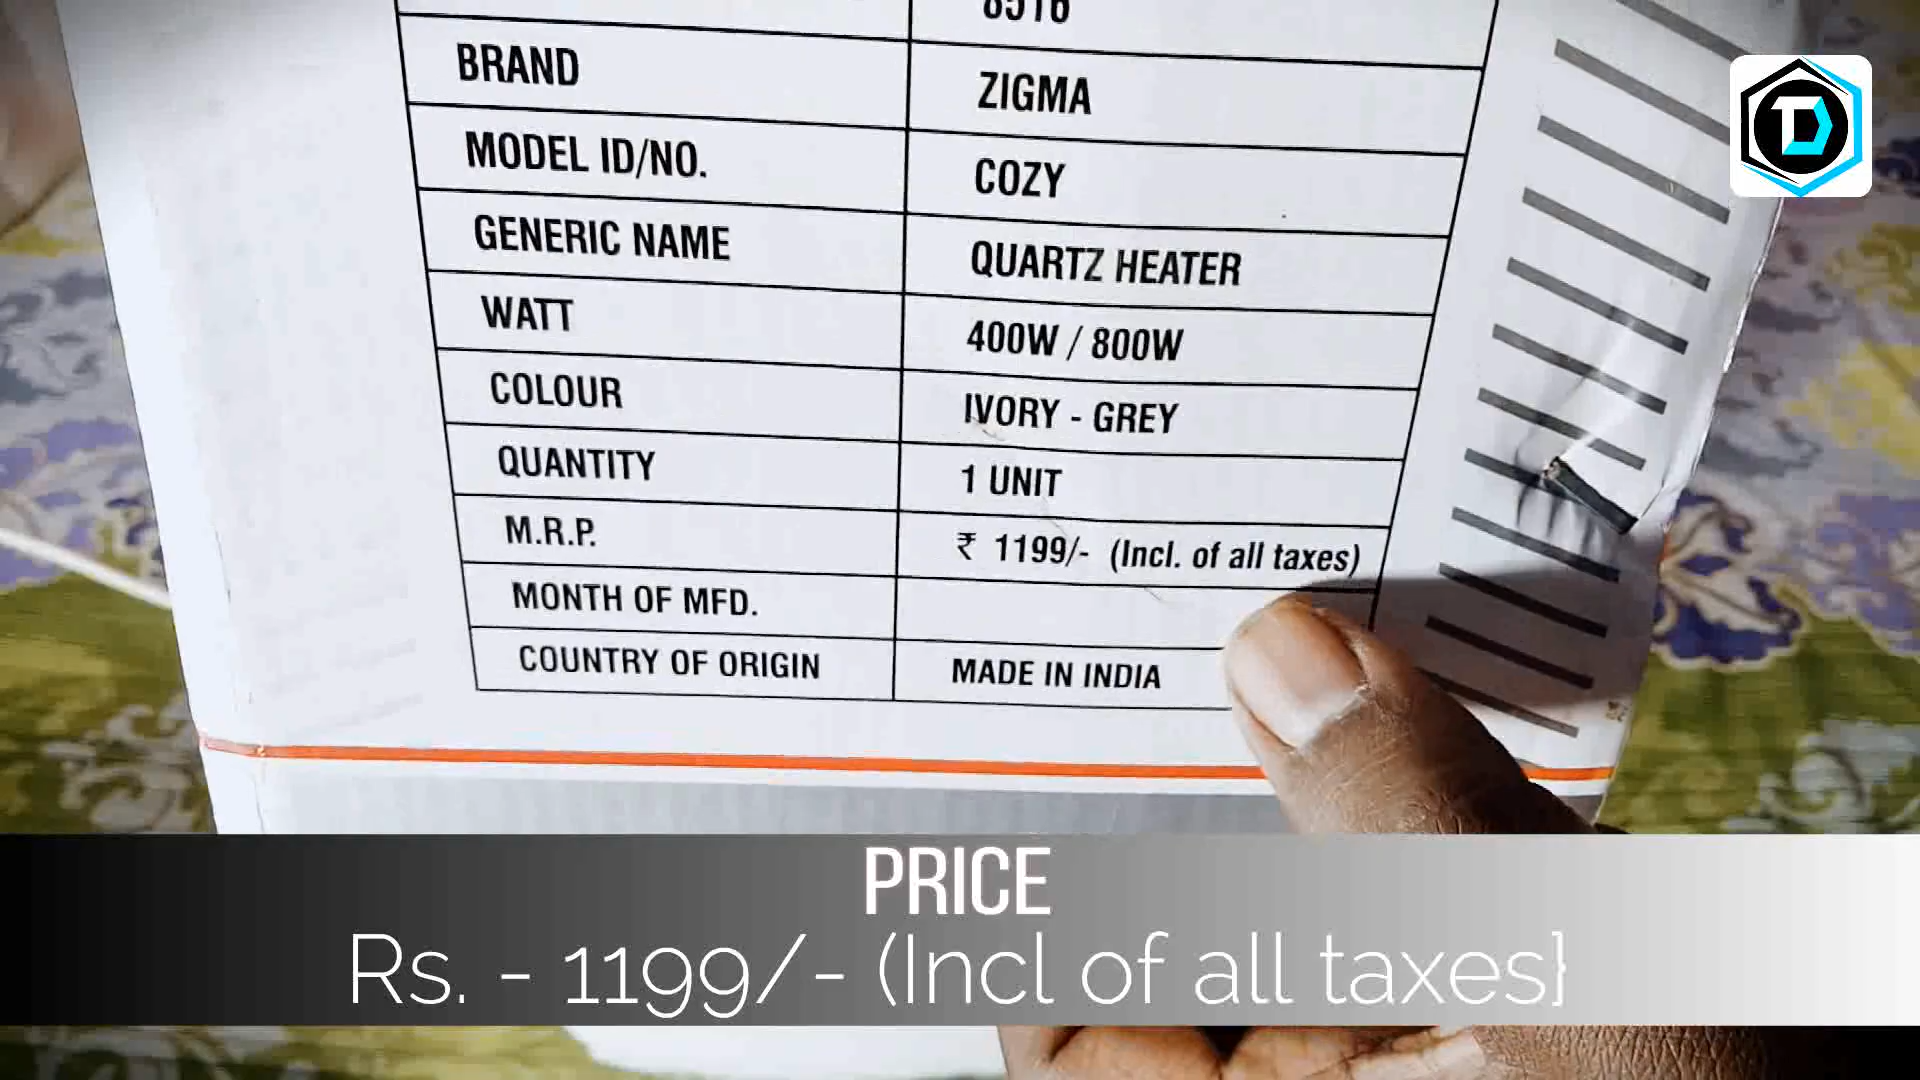 8516
BRAND ZIGMA
MODEL ID/NO. COZY
GENERIC NAME QUARTZ HEATER
WATT 400W / 800W
COLOUR IVORY - GREY
QUANTITY 1 UNIT
M.R.P. ₹ 1199/- (Incl. of all taxes)
MONTH OF MFD.
COUNTRY OF ORIGIN MADE IN INDIA
PRICE
Rs. - 1199/- (Incl of all taxes}